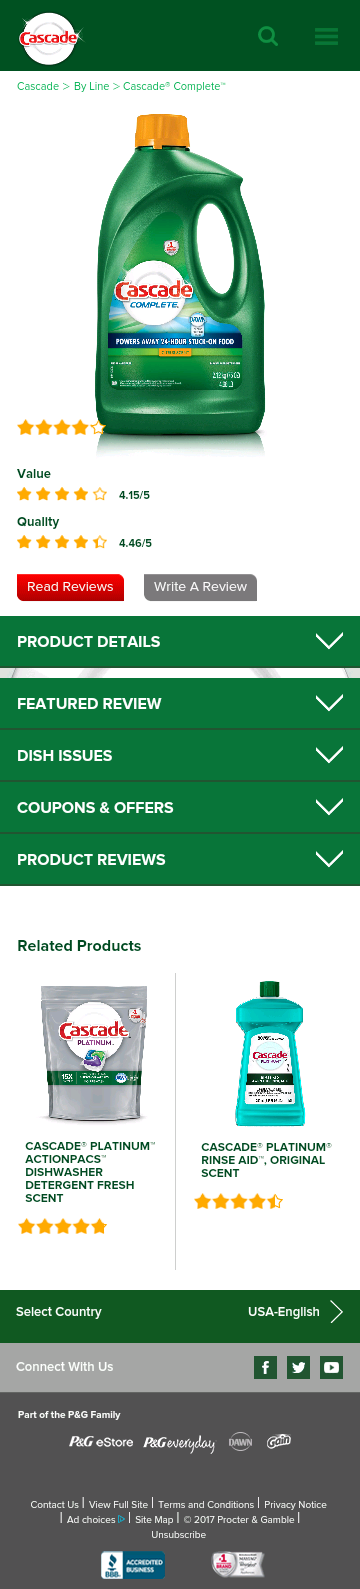 Cascade
Cascade > By Line > Cascade® Complete™
Cascade
COMPLETE.
DAWN
POWERS AWAY 24-HOUR STUCK-ON FOOD
Value
4.15/5
Quality
4.46/5
Read Reviews
Write A Review
PRODUCT DETAILS
FEATURED REVIEW
DISH ISSUES
COUPONS & OFFERS
PRODUCT REVIEWS
Related Products
Cascade
PLATINUM
Cascade
PLATINUM
CASCADE® PLATINUM™
ACTIONPACS™
DISHWASHER
DETERGENT FRESH
SCENT
CASCADE® PLATINUM®
RINSE AID™, ORIGINAL
SCENT
Select Country
USA-English
Connect With Us
Part of the P&G Family
P&G eStore
P&G everyday
DAWN
Gain
Contact Us | View Full Site | Terms and Conditions | Privacy Notice
| Ad choices | Site Map | © 2017 Procter & Gamble |
Unsubscribe
BBB
ACCREDITED
BUSINESS